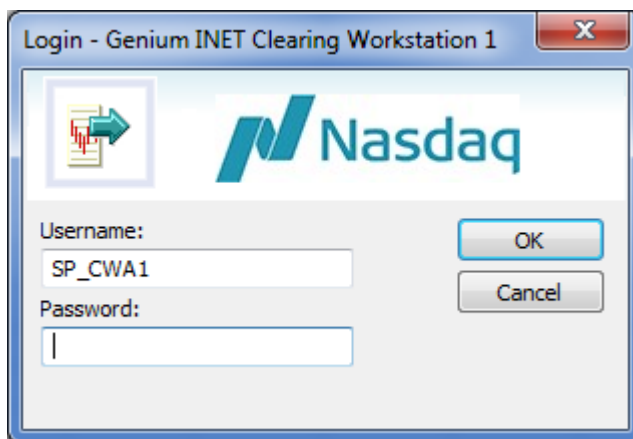 Login - Genium INET Clearing Workstation 1
Nasdaq
Username:
OK
SP_CWA1
Cancel
Password: